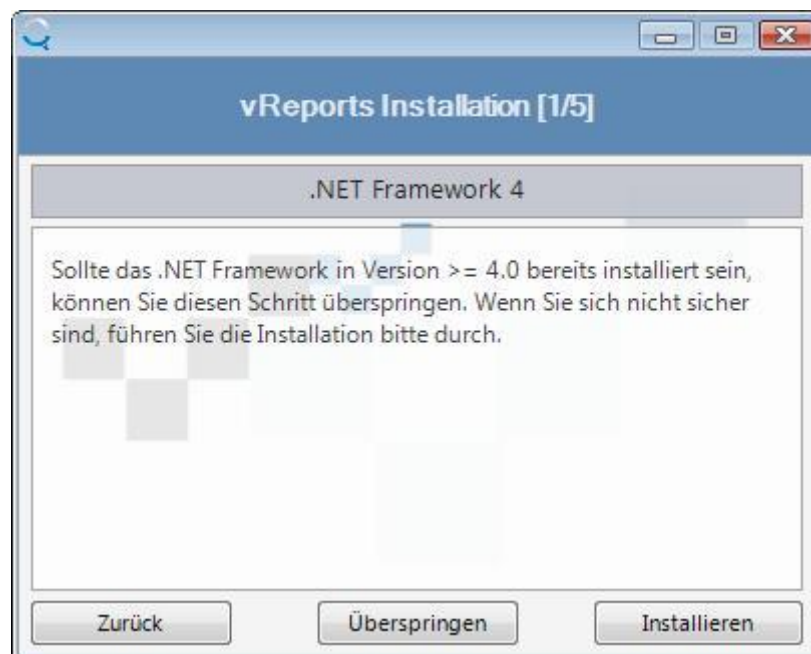 vReports Installation [1/5]
.NET Framework 4
Sollte das .NET Framework in Version >= 4.0 bereits installiert sein,
können Sie diesen Schritt überspringen. Wenn Sie sich nicht sicher
sind, führen Sie die Installation bitte durch.
Zurück
Überspringen
Installieren